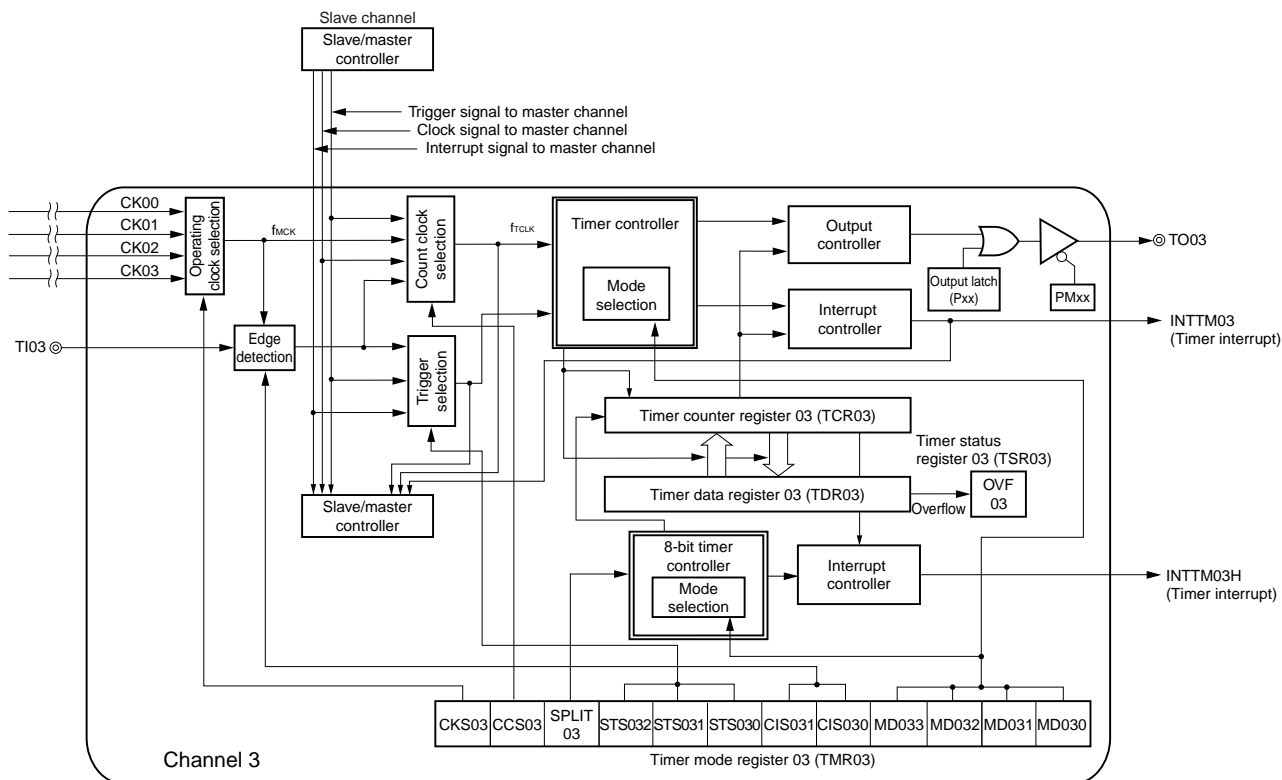 Slave channel
Slave/master
controller
Trigger signal to master channel
Clock signal to master channel
Interrupt signal to master channel
CK00
CK01
CK02
CK03
Operating
clock selection
fMCK
Count clock
selection
fTCLK
Timer controller
Mode
selection
Output
controller
Output latch
(Pxx)
PMxx
TO03
Interrupt
controller
INTTM03
(Timer interrupt)
TI03
Edge
detection
Trigger
selection
Timer counter register 03 (TCR03)
Timer status
register 03 (TSR03)
Timer data register 03 (TDR03)
Overflow
OVF
03
Slave/master
controller
8-bit timer
controller
Mode
selection
Interrupt
controller
INTTM03H
(Timer interrupt)
CKS03
CCS03
SPLIT
03
STS032
STS031
STS030
CIS031
CIS030
MD033
MD032
MD031
MD030
Channel 3
Timer mode register 03 (TMR03)